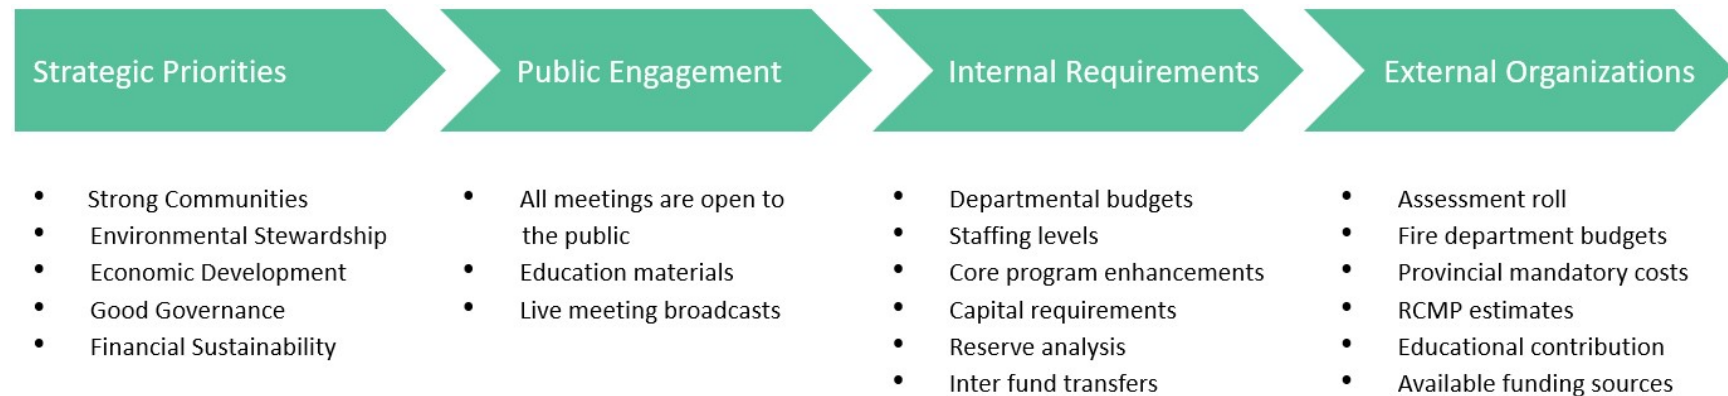 Strategic Priorities
Public Engagement
Internal Requirements
External Organizations
• Strong Communities
• Environmental Stewardship
• Economic Development
• Good Governance
• Financial Sustainability
• All meetings are open to
the public
• Education materials
• Live meeting broadcasts
• Departmental budgets
• Staffing levels
• Core program enhancements
• Capital requirements
• Reserve analysis
• Inter fund transfers
• Assessment roll
• Fire department budgets
• Provincial mandatory costs
• RCMP estimates
• Educational contribution
• Available funding sources